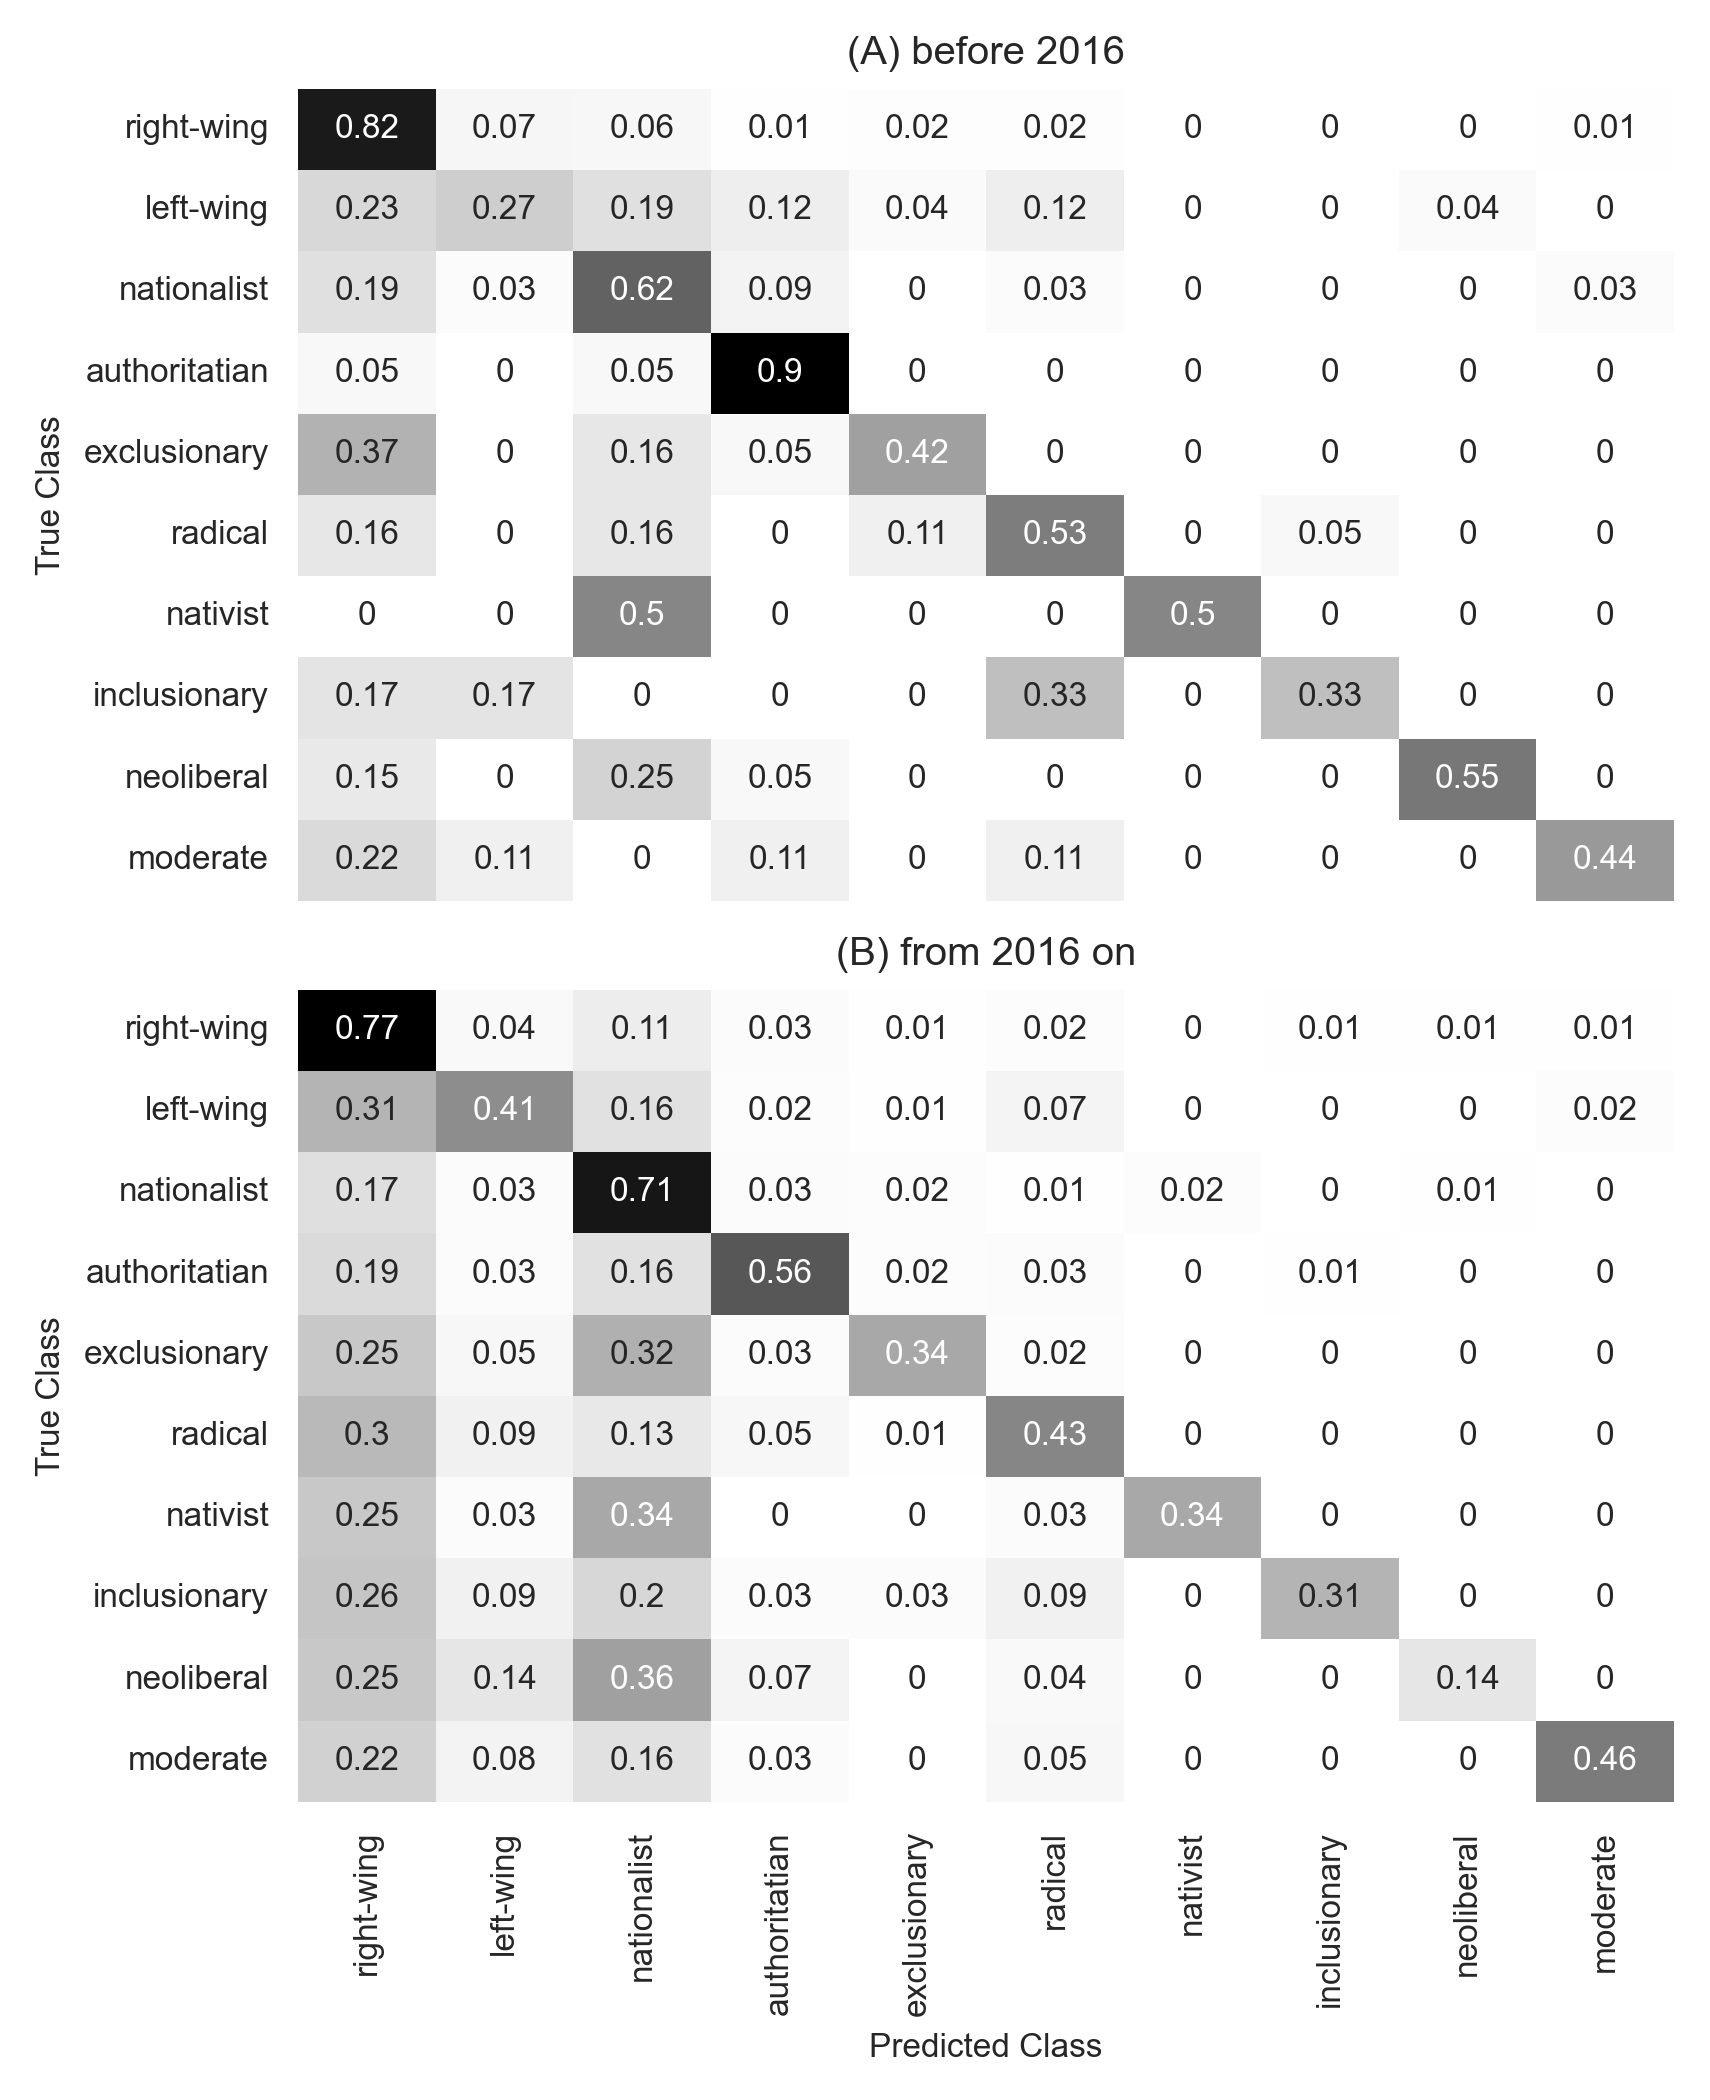 (A) before 2016
True Class
right-wing 0.82 0.07 0.06 0.01 0.02 0.02 0 0 0 0.01
left-wing 0.23 0.27 0.19 0.12 0.04 0.12 0 0 0.04 0
nationalist 0.19 0.03 0.62 0.09 0 0.03 0 0 0 0.03
authoritatian 0.05 0 0.05 0.9 0 0 0 0 0 0
exclusionary 0.37 0 0.16 0.05 0.42 0 0 0 0 0
radical 0.16 0 0.16 0 0.11 0.53 0 0.05 0 0
nativist 0 0 0.5 0 0 0 0.5 0 0 0
inclusionary 0.17 0.17 0 0 0 0.33 0 0.33 0 0
neoliberal 0.15 0 0.25 0.05 0 0 0 0 0.55 0
moderate 0.22 0.11 0 0.11 0 0.11 0 0 0 0.44
(B) from 2016 on
True Class
right-wing 0.77 0.04 0.11 0.03 0.01 0.02 0 0.01 0.01 0.01
left-wing 0.31 0.41 0.16 0.02 0.01 0.07 0 0 0 0.02
nationalist 0.17 0.03 0.71 0.03 0.02 0.01 0.02 0 0.01 0
authoritatian 0.19 0.03 0.16 0.56 0.02 0.03 0 0.01 0 0
exclusionary 0.25 0.05 0.32 0.03 0.34 0.02 0 0 0 0
radical 0.3 0.09 0.13 0.05 0.01 0.43 0 0 0 0
nativist 0.25 0.03 0.34 0 0 0.03 0.34 0 0 0
inclusionary 0.26 0.09 0.2 0.03 0.03 0.09 0 0.31 0 0
neoliberal 0.25 0.14 0.36 0.07 0 0.04 0 0 0.14 0
moderate 0.22 0.08 0.16 0.03 0 0.05 0 0 0 0.46
right-wing left-wing nationalist authoritatian exclusionary radical nativist inclusionary neoliberal moderate
Predicted Class